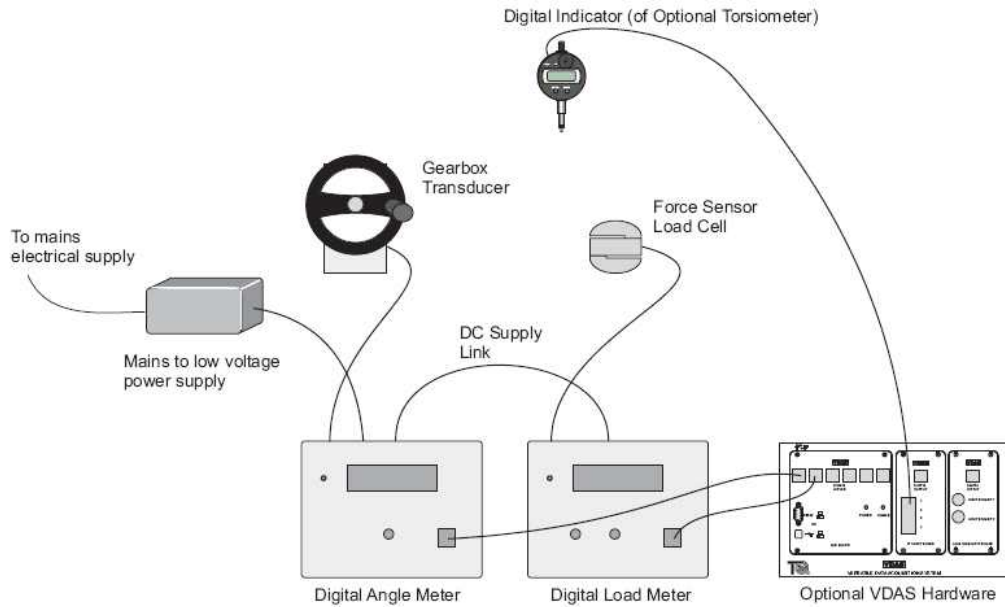 Digital Indicator (of Optional Torsiometer)
Gearbox
Transducer
Force Sensor
Load Cell
To mains
electrical supply
DC Supply
Link
Mains to low voltage
power supply
POWER
Digital Angle Meter
Digital Load Meter
Optional VDAS Hardware